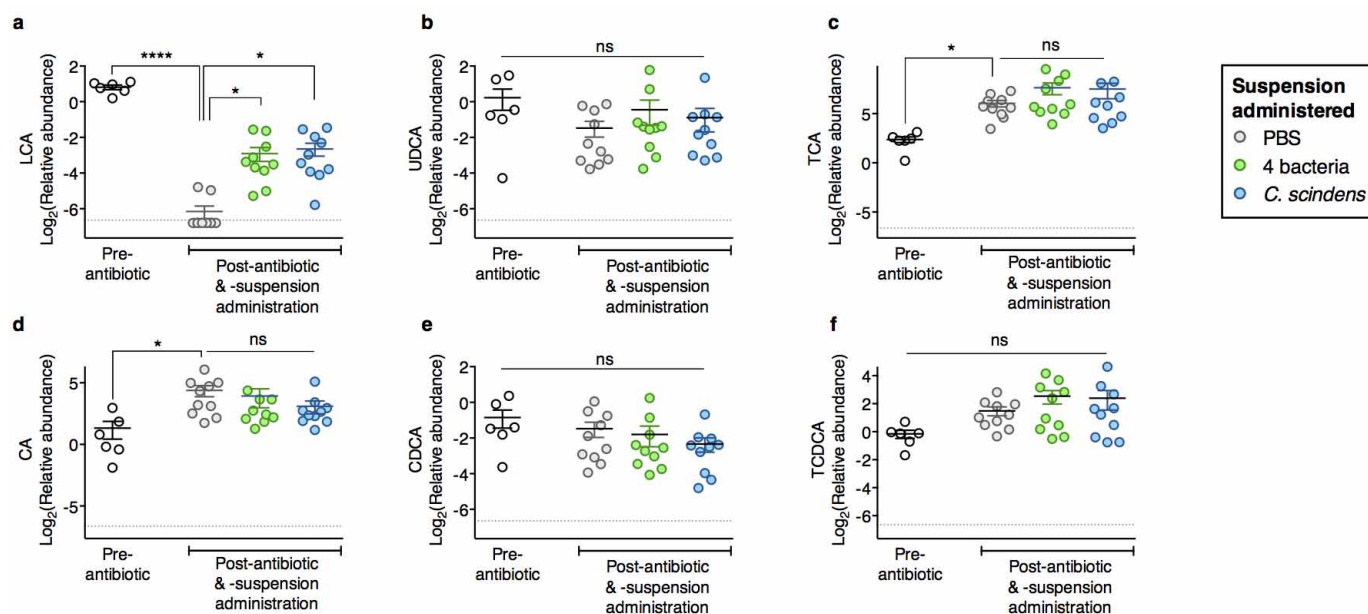 a
LCA
Log2(Relative abundance)
2
0
-2
-4
-6
****
*
*
Pre-
antibiotic
Post-antibiotic
& -suspension
administration
b
UDCA
Log2(Relative abundance)
2
0
-2
-4
-6
ns
Pre-
antibiotic
Post-antibiotic
& -suspension
administration
c
TCA
Log2(Relative abundance)
5
0
-5
*
ns
Pre-
antibiotic
Post-antibiotic
& -suspension
administration
Suspension
administered
PBS
4 bacteria
C. scindens
d
CA
Log2(Relative abundance)
5
0
-5
*
ns
Pre-
antibiotic
Post-antibiotic
& -suspension
administration
e
CDCA
Log2(Relative abundance)
2
0
-2
-4
-6
ns
Pre-
antibiotic
Post-antibiotic
& -suspension
administration
f
TCDCA
Log2(Relative abundance)
4
2
0
-2
-4
-6
ns
Pre-
antibiotic
Post-antibiotic
& -suspension
administration